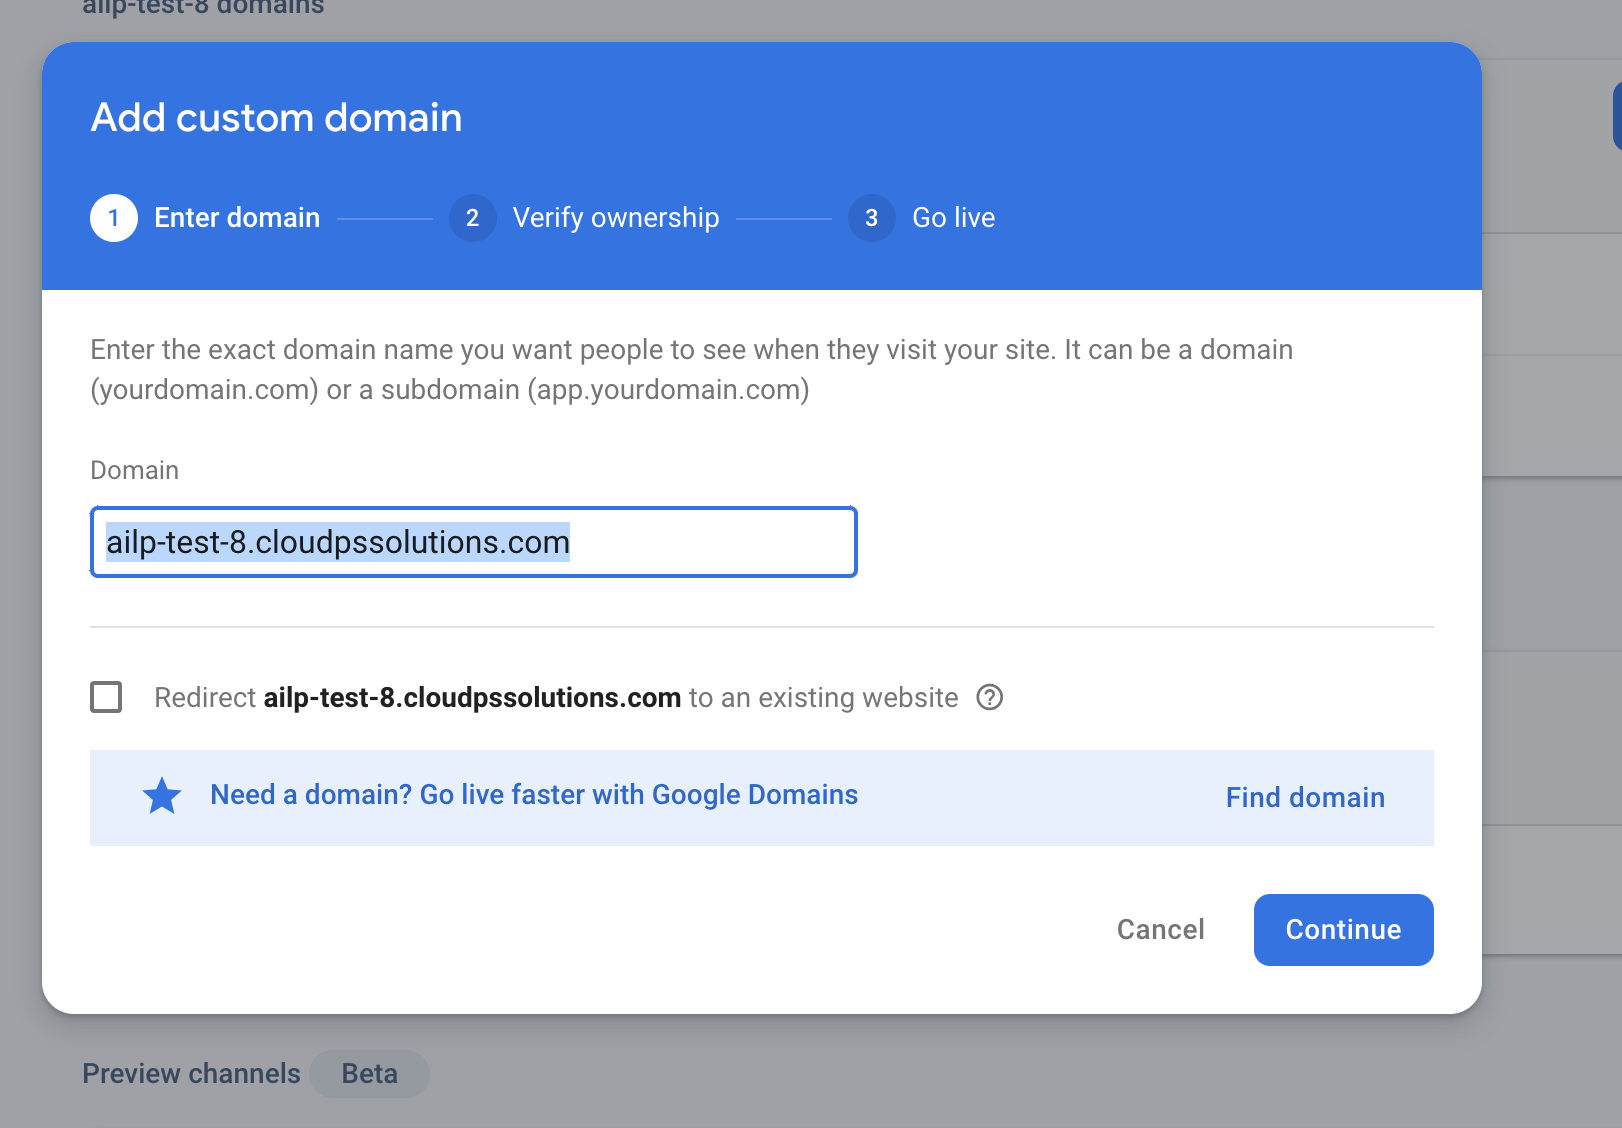 ailp-test-8 domains
Add custom domain
1 Enter domain 2 Verify ownership 3 Go live
Enter the exact domain name you want people to see when they visit your site. It can be a domain
(yourdomain.com) or a subdomain (app.yourdomain.com)
Domain
ailp-test-8.cloudpssolutions.com
Redirect ailp-test-8.cloudpssolutions.com to an existing website ?
Need a domain? Go live faster with Google Domains Find domain
Cancel Continue
Preview channels Beta